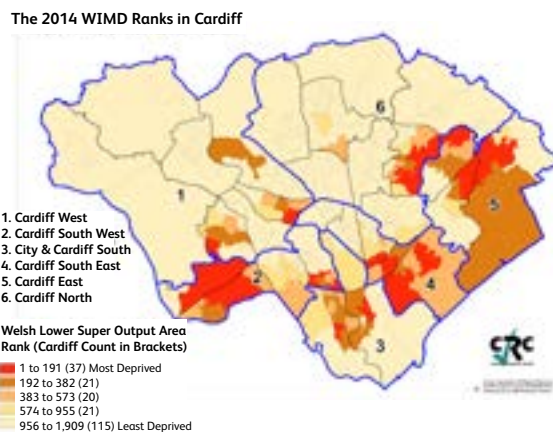 The 2014 WIMD Ranks in Cardiff
6
1
5
2
4
3
1. Cardiff West
2. Cardiff South West
3. City & Cardiff South
4. Cardiff South East
5. Cardiff East
6. Cardiff North
Welsh Lower Super Output Area
Rank (Cardiff Count in Brackets)
1 to 191 (37) Most Deprived
192 to 382 (21)
383 to 573 (20)
574 to 955 (21)
956 to 1,909 (115) Least Deprived
CRC